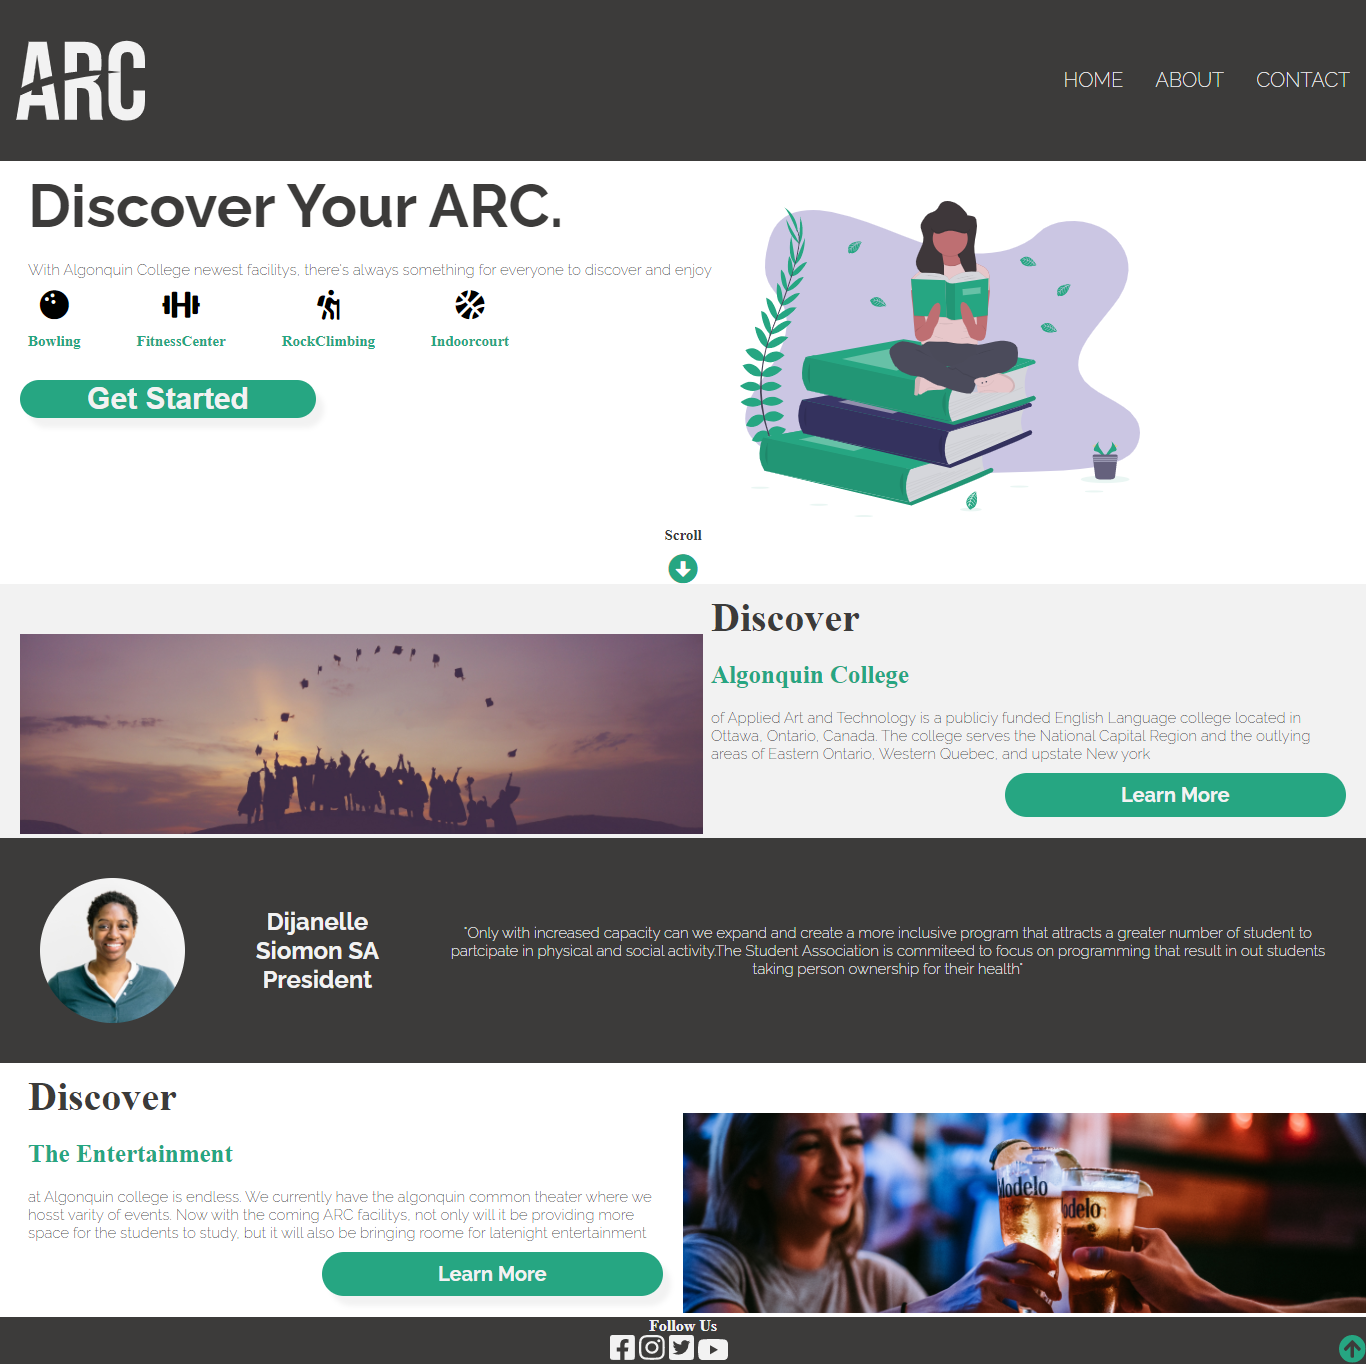 ARC
HOME ABOUT CONTACT
Discover Your ARC.
With Algonquin College newest facilitys, there's always something for everyone to discover and enjoy
Bowling FitnessCenter RockClimbing Indoorcourt
Get Started
Scroll
Discover
Algonquin College
of Applied Art and Technology is a publiciy funded English Language college located in
Ottawa, Ontario, Canada. The college serves the National Capital Region and the outlying
areas of Eastern Ontario, Western Quebec, and upstate New york
Learn More
Dijanelle
Siomon SA
President
"Only with increased capacity can we expand and create a more inclusive program that attracts a greater number of student to
partcipate in physical and social activity.The Student Association is commiteed to focus on programming that result in out students
taking person ownership for their health"
Discover
The Entertainment
at Algonquin college is endless. We currently have the algonquin common theater where we
hosst varity of events. Now with the coming ARC facilitys, not only will it be providing more
space for the students to study, but it will also be bringing roome for latenight entertainment
Learn More
Modelo
odelo
Follow Us